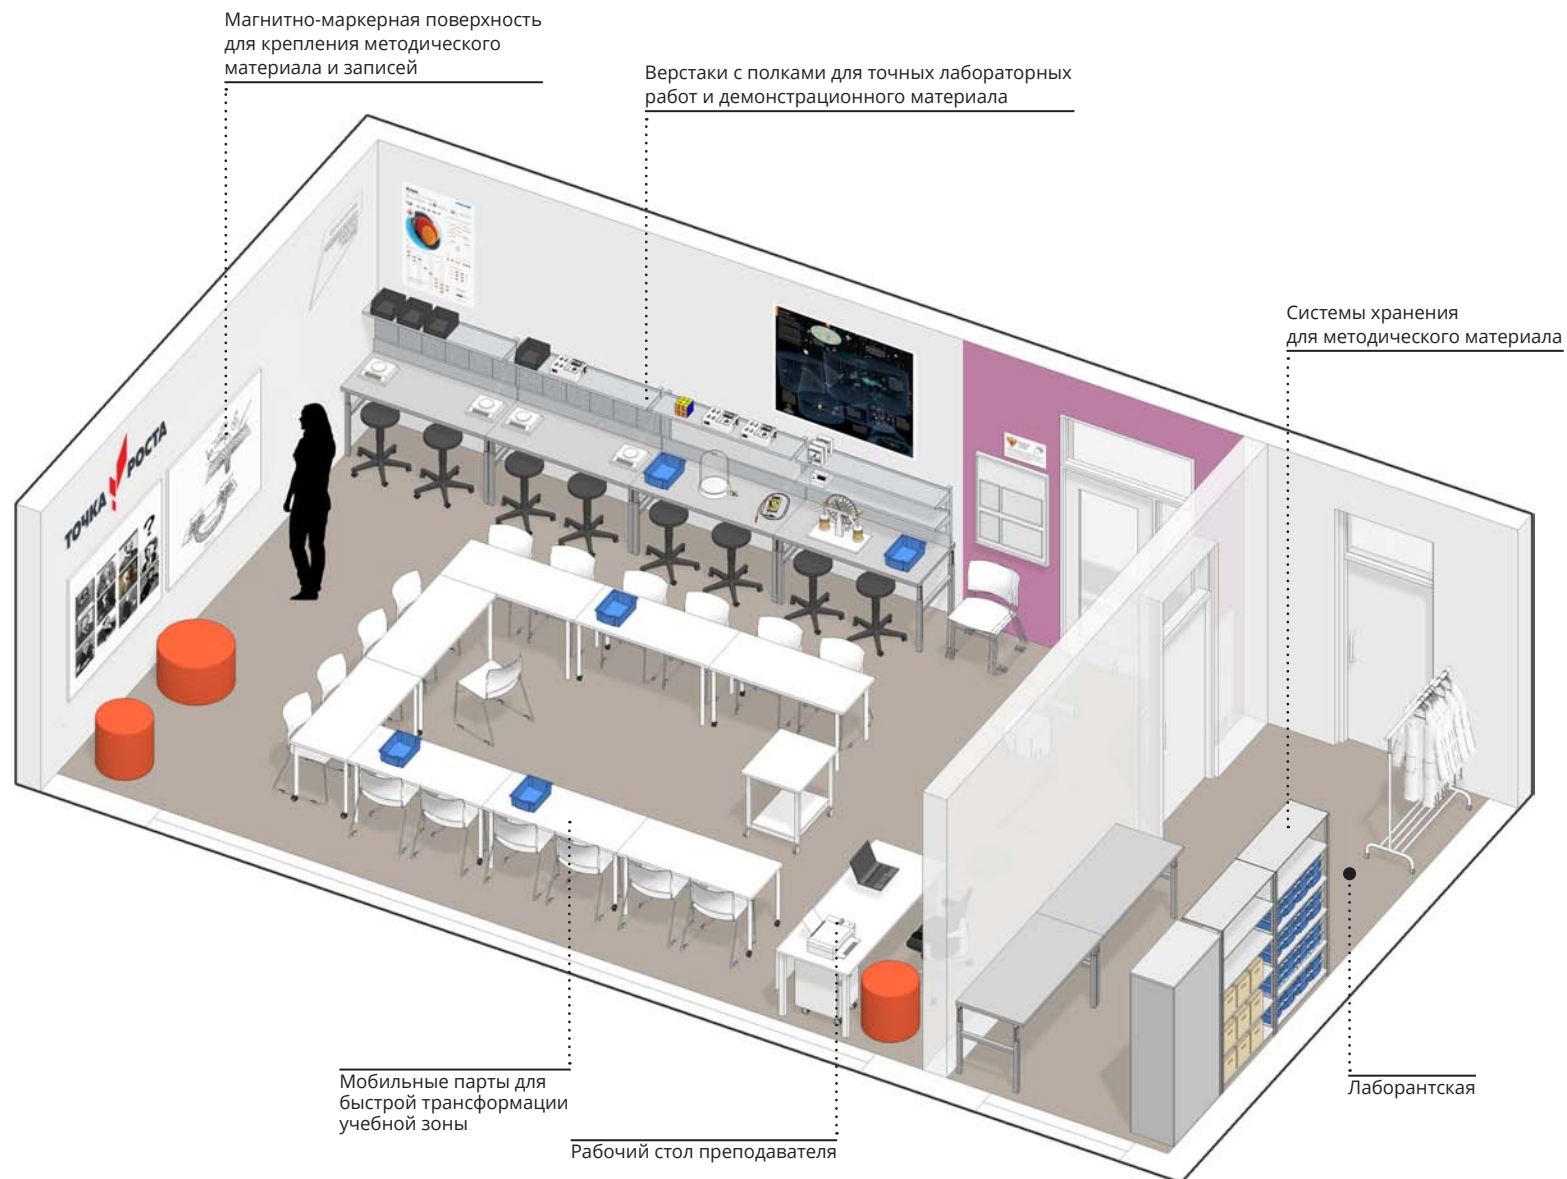 Магнитно-маркерная поверхность
для крепления методического
материала и записей
Верстаки с полками для точных лабораторных
работ и демонстрационного материала
Системы хранения
для методического материала
ТОЧКА РОСТА
?
Мобильные парты для
быстрой трансформации
учебной зоны
Рабочий стол преподавателя
Лаборантская